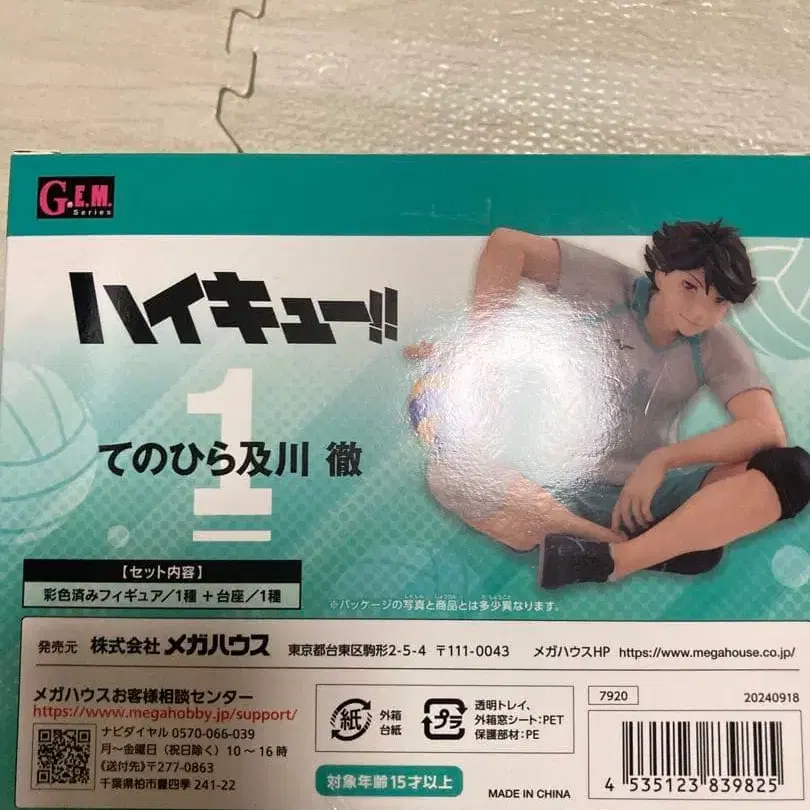 G.E.M.
Series
ハイキュー!!
1
てのひら及川 徹
【セット内容】
彩色済みフィギュア/1種 + 台座/1種
※パッケージの写真と商品とは多少異なります。
発売元 株式会社 メガハウス 東京都台東区駒形2-5-4 〒111-0043 メガハウスHP https://www.megahouse.co.jp/
メガハウスお客様相談センター
https://www.megahobby.jp/support/
ナビダイヤル 0570-066-039
月~金曜日 (祝日除く) 10~16時
《送付先》〒277-0863
千葉県柏市豊四季241-22
紙 外箱
台紙
プラ 透明トレイ、
外箱窓シート:PET
保護部材:PE
対象年齢15才以上
MADE IN CHINA
7920 20240918
4 535123 839825